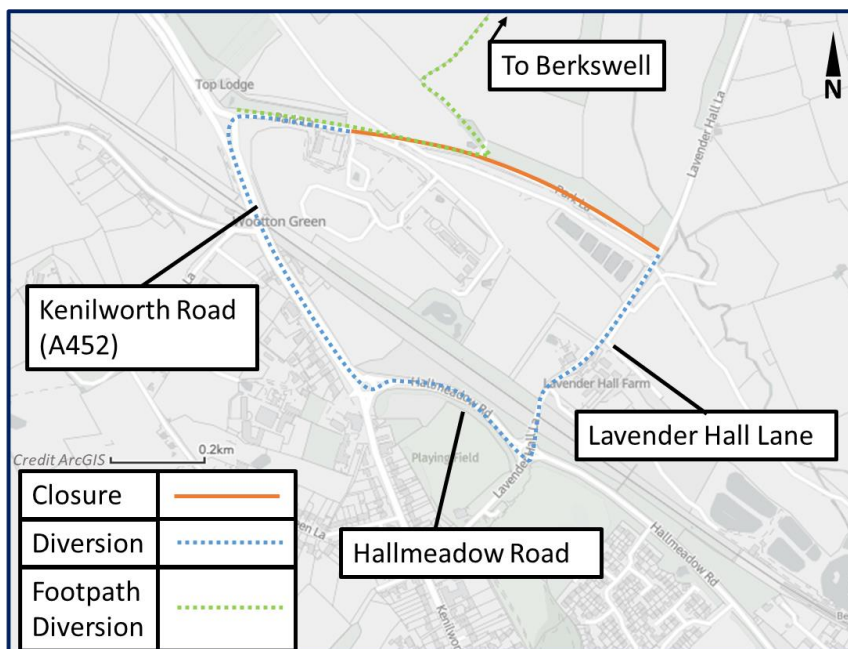 To Berkswell
N
Top Lodge
Lavender Hall La
Park La
Wootton Green
Kenilworth Road
(A452)
La
Hallmeadow Rd
Lavender Hall Farm
Lavender Hall Lane
0.2km
Credit ArcGIS
Playing Field
Lavender Hall La
Closure
Diversion
Footpath
Diversion
Hallmeadow Road
Hallmeadow Rd